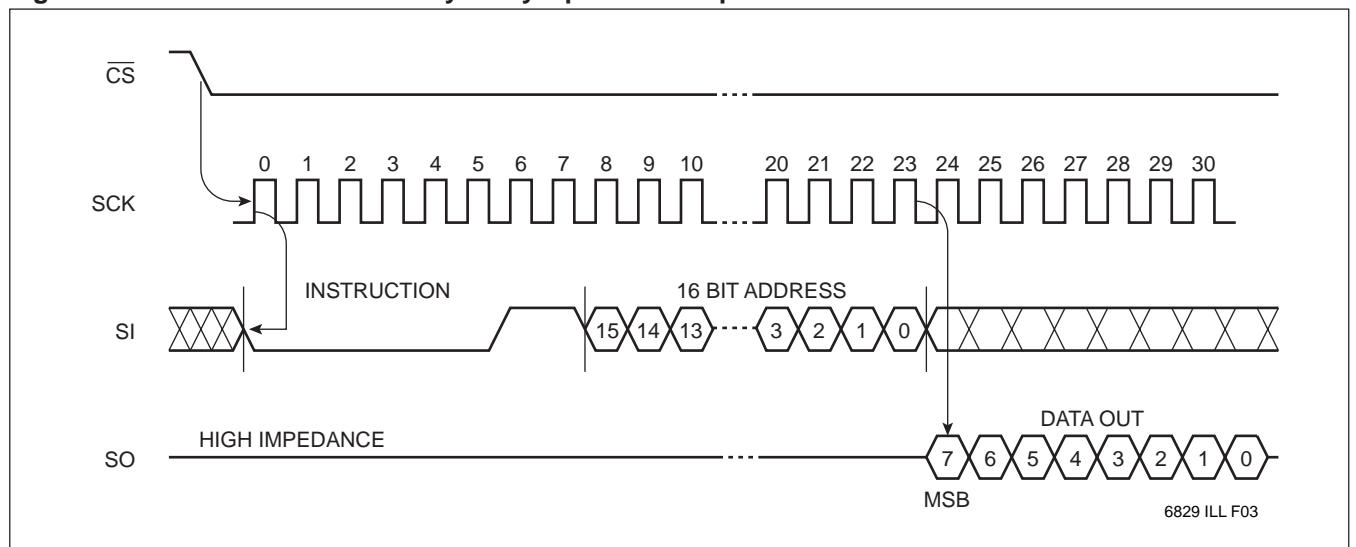 CS
0 1 2 3 4 5 6 7 8 9 10 20 21 22 23 24 25 26 27 28 29 30
SCK
INSTRUCTION 16 BIT ADDRESS
SI 15 14 13 3 2 1 0
DATA OUT
HIGH IMPEDANCE
SO 7 6 5 4 3 2 1 0
MSB
6829 ILL F03